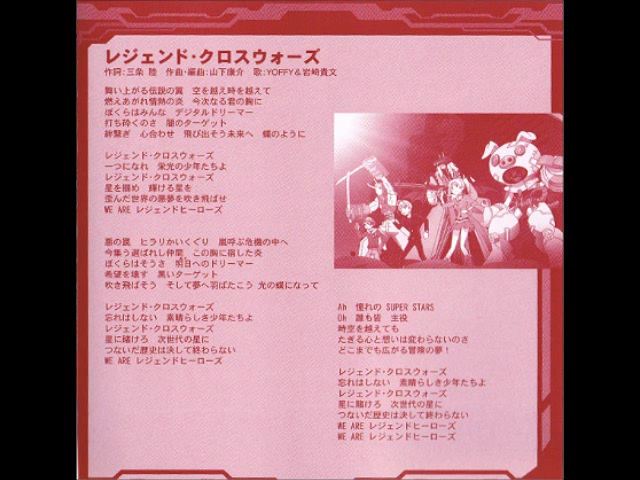 レジェンド・クロスウォーズ
作詞:三条 陸 作曲・編曲:山下康介 歌:YOFFY&岩崎貴文
舞い上がる伝説の翼 空を越え時を越えて
燃えあがれ情熱の炎 今次なる君の胸に
ぼくらはみんな デジタルドリーマー
打ち砕くのさ 闇のターゲット
絆繋ぎ 心合わせ 飛び出そう未来へ 蝶のように
レジェンド・クロスウォーズ
一つになれ 栄光の少年たちよ
レジェンド・クロスウォーズ
星を掴め 輝ける星を
歪んだ世界の悪夢を吹き飛ばせ
WE ARE レジェンドヒーローズ
悪の罠 ヒラリかいくぐり 嵐呼ぶ危機の中へ
今集う選ばれし仲間 この胸に宿した炎
ぼくらはそうさ 明日へのドリーマー
希望を壊す 黒いターゲット
吹き飛ばそう そして夢へ羽ばたこう 光の蝶になって
レジェンド・クロスウォーズ
忘れはしない 素晴らしき少年たちよ
レジェンド・クロスウォーズ
星に賭けろ 次世代の星に
つないだ歴史は決して終わらない
WE ARE レジェンドヒーローズ
Ah 憧れの SUPER STARS
Oh 誰も皆 主役
時空を越えても
たぎる心と想いは変わらないのさ
どこまでも広がる冒険の夢!
レジェンド・クロスウォーズ
忘れはしない 素晴らしき少年たちよ
レジェンド・クロスウォーズ
星に賭けろ 次世代の星に
つないだ歴史は決して終わらない
WE ARE レジェンドヒーローズ
WE ARE レジェンドヒーローズ